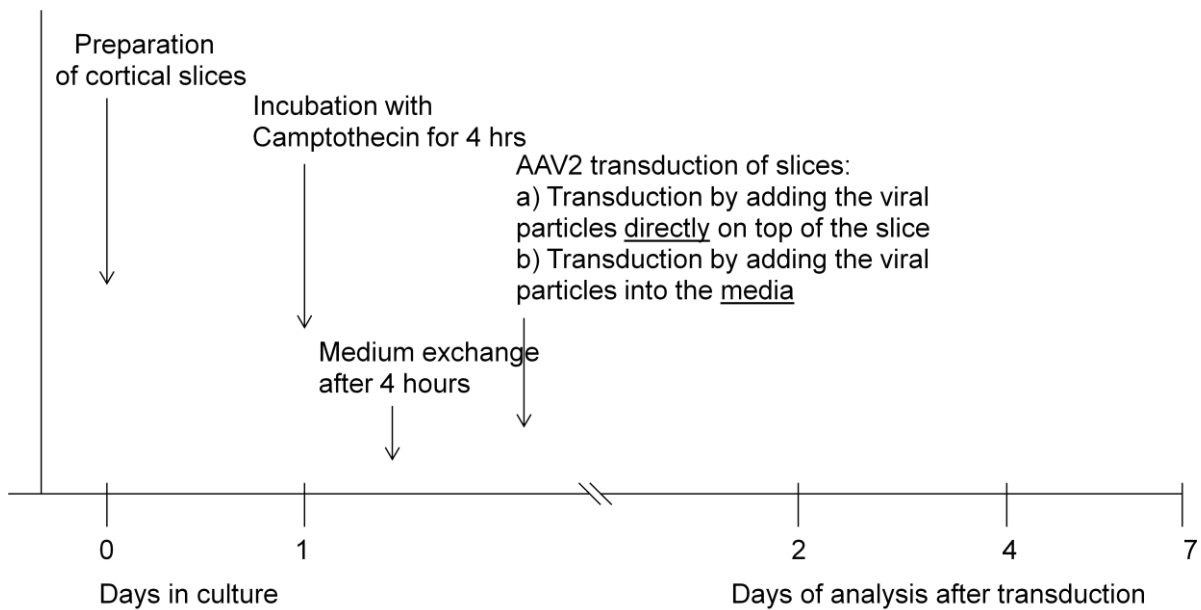 Preparation
of cortical slices
Incubation with
Camptothecin for 4 hrs
AAV2 transduction of slices:
a) Transduction by adding the viral
particles directly on top of the slice
b) Transduction by adding the viral
particles into the media
Medium exchange
after 4 hours
0 1 2 4 7
Days in culture Days of analysis after transduction